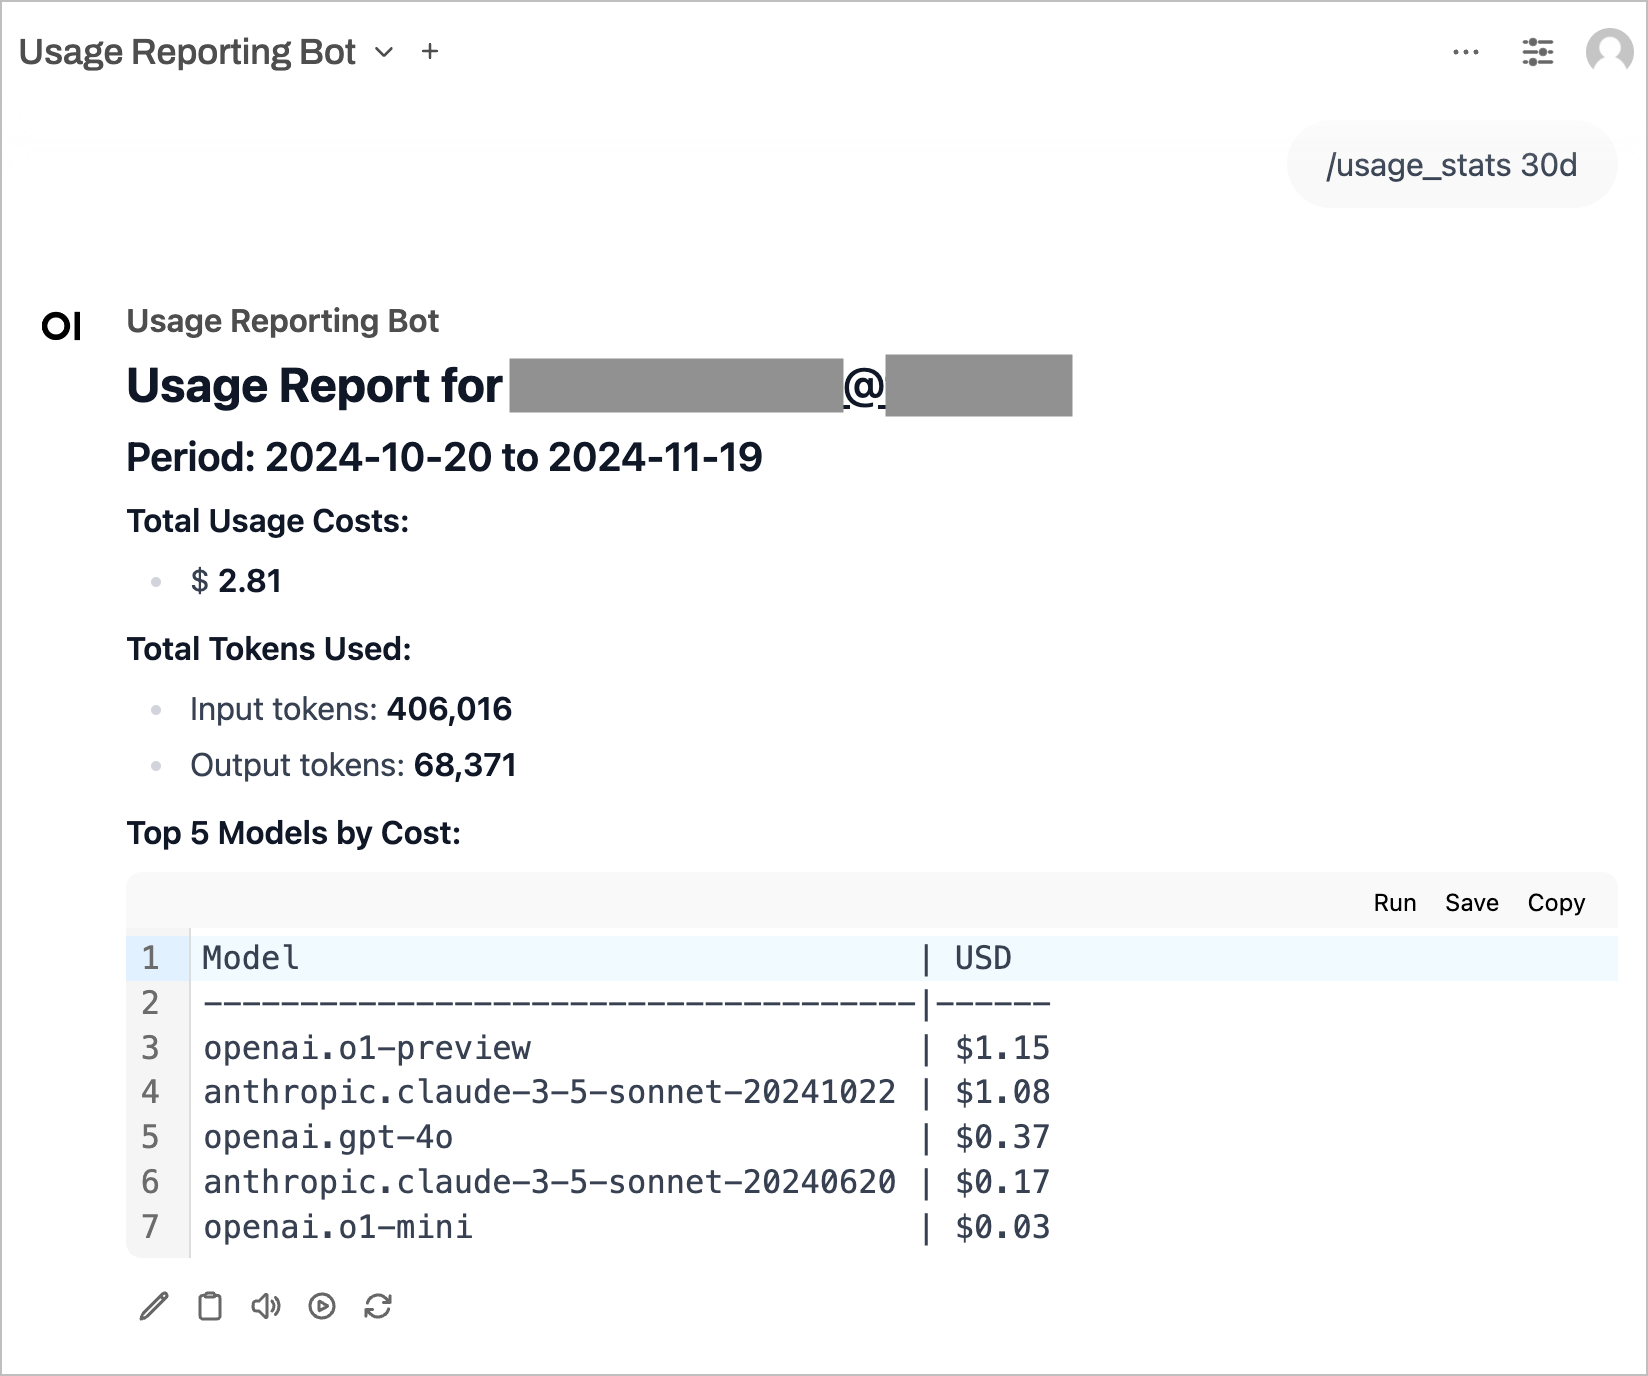 Usage Reporting Bot
/usage_stats 30d
OI
Usage Reporting Bot
Usage Report for @
Period: 2024-10-20 to 2024-11-19
Total Usage Costs:
$ 2.81
Total Tokens Used:
Input tokens: 406,016
Output tokens: 68,371
Top 5 Models by Cost:
Run Save Copy
1 Model | USD
2 -------------------------------------|------
3 openai.o1-preview | $1.15
4 anthropic.claude-3-5-sonnet-20241022 | $1.08
5 openai.gpt-4o | $0.37
6 anthropic.claude-3-5-sonnet-20240620 | $0.17
7 openai.o1-mini | $0.03